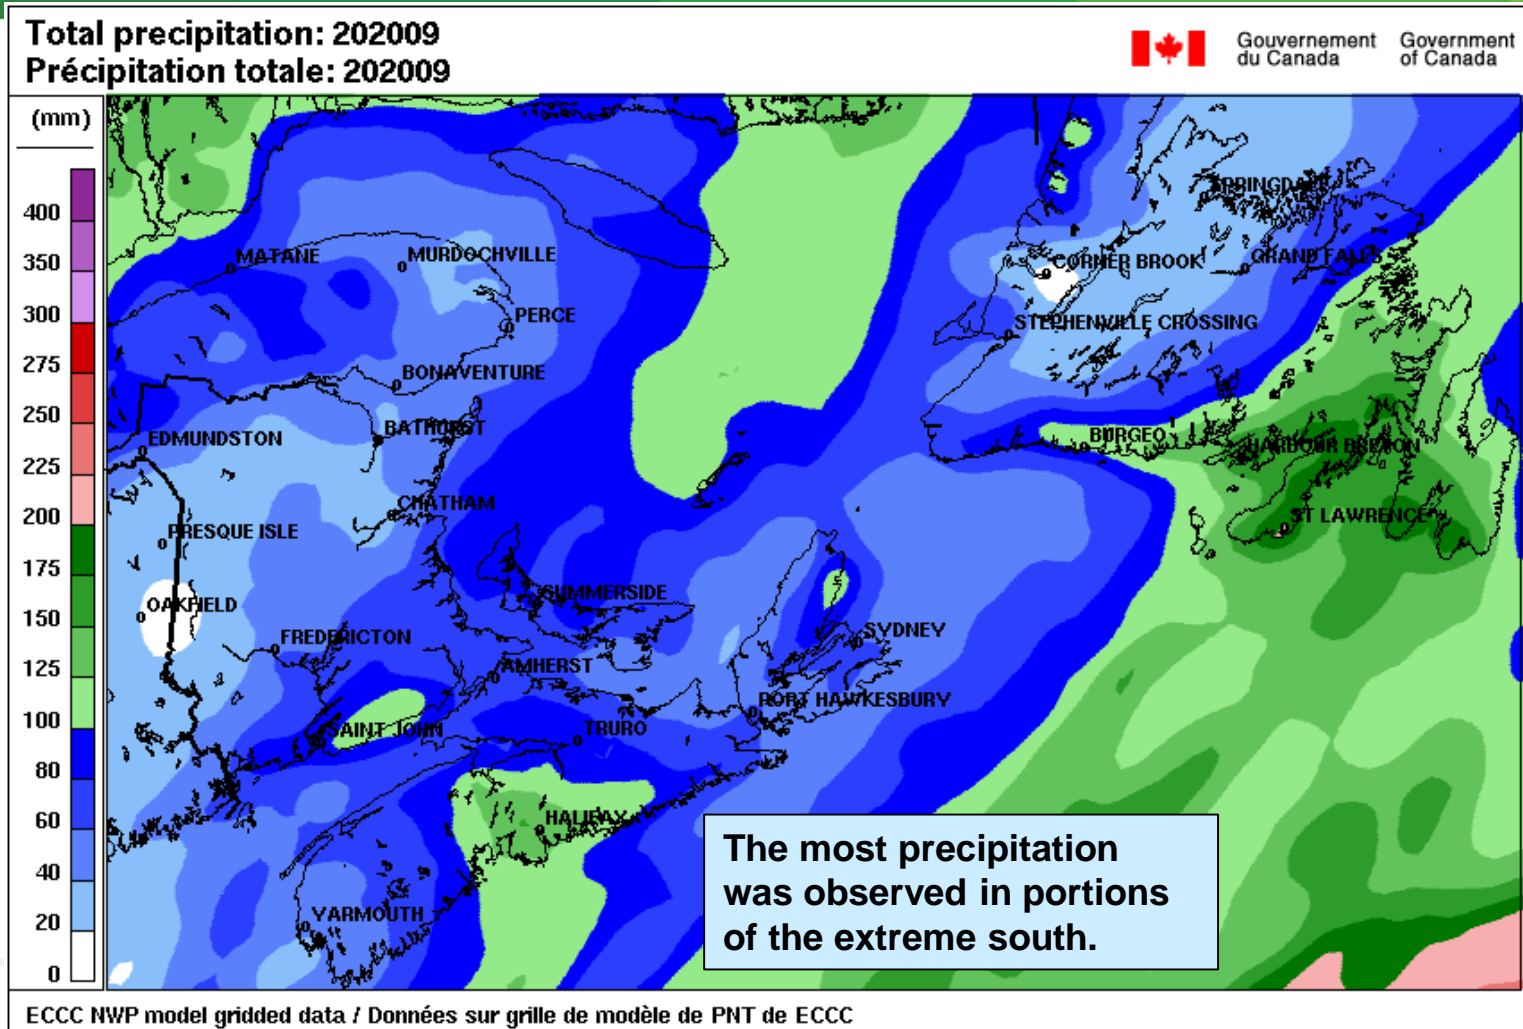 Total precipitation: 202009
Précipitation totale: 202009
Gouvernement du Canada
Government of Canada
(mm)
400
350
300
275
250
225
200
175
150
125
100
80
60
40
20
0
SPRINGDALE
MATANE
MURDOCHVILLE
CORNER BROOK
GRAND FALLS
PERCE
STEPHENVILLE CROSSING
BONAVENTURE
BATHURST
EDMUNDSTON
BURGEO
HARBOUR BRETON
CHATHAM
ST LAWRENCE
PRESQUE ISLE
OAKFIELD
SUMMERSIDE
FREDERICTON
SYDNEY
AMHERST
PORT HAWKESBURY
SAINT JOHN
TRURO
HALIFAX
YARMOUTH
The most precipitation
was observed in portions
of the extreme south.
ECCC NWP model gridded data / Données sur grille de modèle de PNT de ECCC